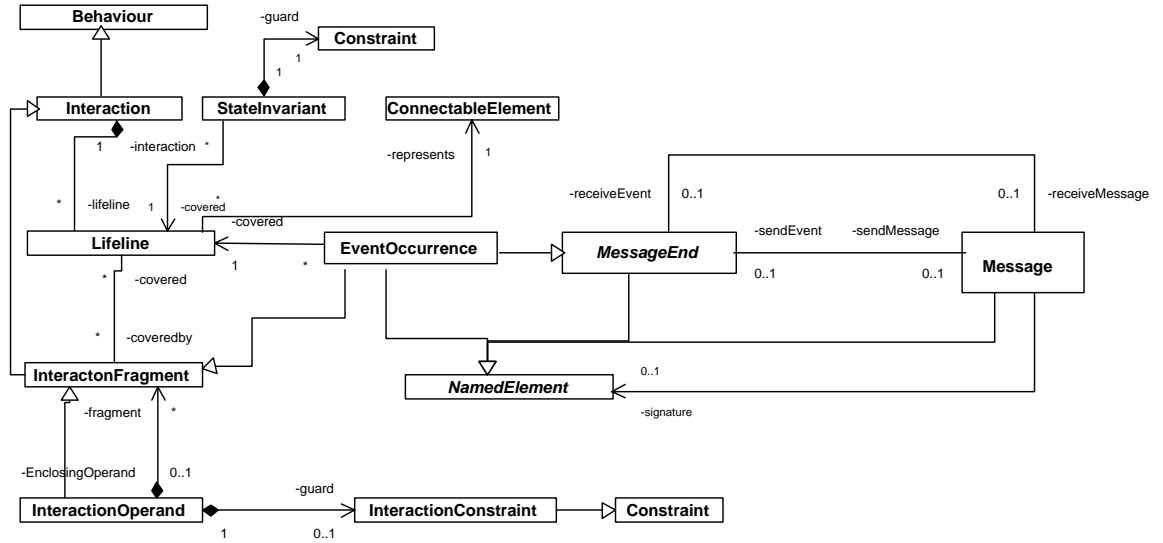 Behaviour
-guard
Constraint
1
1
Interaction
StateInvariant
ConnectableElement
1
-interaction
*
-represents
1
-receiveEvent
0..1
0..1
-receiveMessage
*
-lifeline
1
-covered
*
-covered
Lifeline
EventOccurrence
MessageEnd
-sendEvent
-sendMessage
Message
1
*
0..1
0..1
*
-covered
*
-coveredby
InteractonFragment
NamedElement
0..1
-signature
-fragment
*
-EnclosingOperand
0..1
InteractionOperand
-guard
InteractionConstraint
Constraint
1
0..1